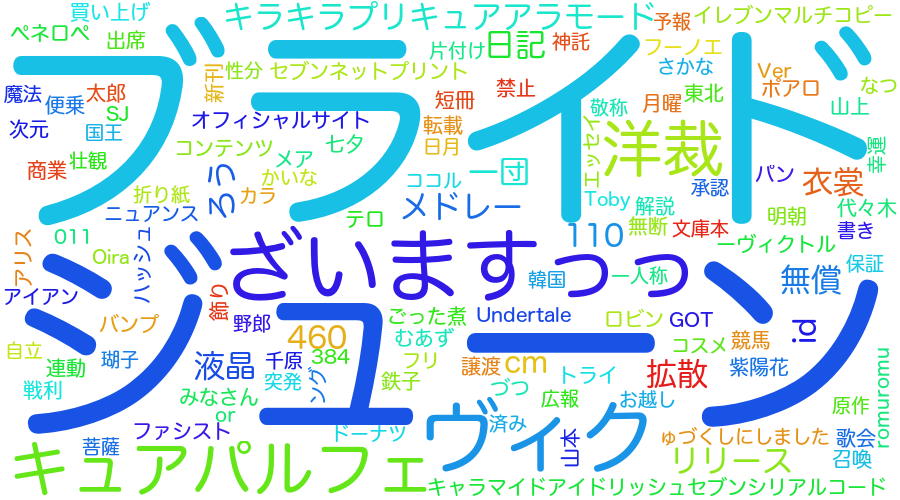 買い上げ
キラキラプリキュアアラモード
予報
イレブンマルチコピー
ペネロペ
出席
片付け
日記
神託
フーノエ
ブライド
新刊
性分
セブンネットプリント
さかな
Ver
ポアロ
なつ
魔法
便乗
太郎
SJ
短冊
禁止
敬称
月曜
東北
山上
次元
国王
オフィシャルサイト
転載
エッセイ
洋裁
幸運
商業
壮観
コンテンツ
メア
七夕
日月
一団
パン
衣裳
折り紙
ろう
カラ
かいな
ココル
Toby
解説
承認
ニュアンス
テロ
メドレー
無断
文庫本
明朝
代々木
011
ハッシュ
110
ーヴィクトル
書き
アリス
Oira
ざいますっっ
韓国
一人称
無償
保証
アイアン
飾り
ジューン
バンプ
野郎
ごった煮
Undertale
ロビン
GOT
id
自立
連動
瑚子
液晶
千原
460
384
むあず
コスメ
競馬
戦利
突発
ング
フリ
cm
譲渡
拡散
紫陽花
みなさん
鉄子
づつ
トライ
romuromu
or
広報
お越し
原作
菩薩
ファシスト
ドーナツ
ヴィク
済み
山本
ゅづくしにしました
歌会
キュアパルフェ
リリース
召喚
キャラマイドアイドリッシュセブンシリアルコード